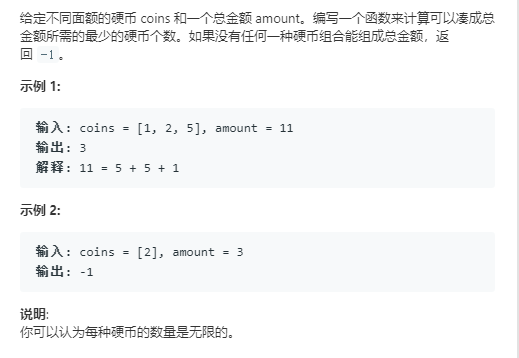 给定不同面额的硬币 coins 和一个总金额 amount。编写一个函数来计算可以凑成总
金额所需的最少的硬币个数。如果没有任何一种硬币组合能组成总金额，返
回 -1。
示例 1:
输入: coins = [1, 2, 5], amount = 11
输出: 3
解释: 11 = 5 + 5 + 1
示例 2:
输入: coins = [2], amount = 3
输出: -1
说明:
你可以认为每种硬币的数量是无限的。